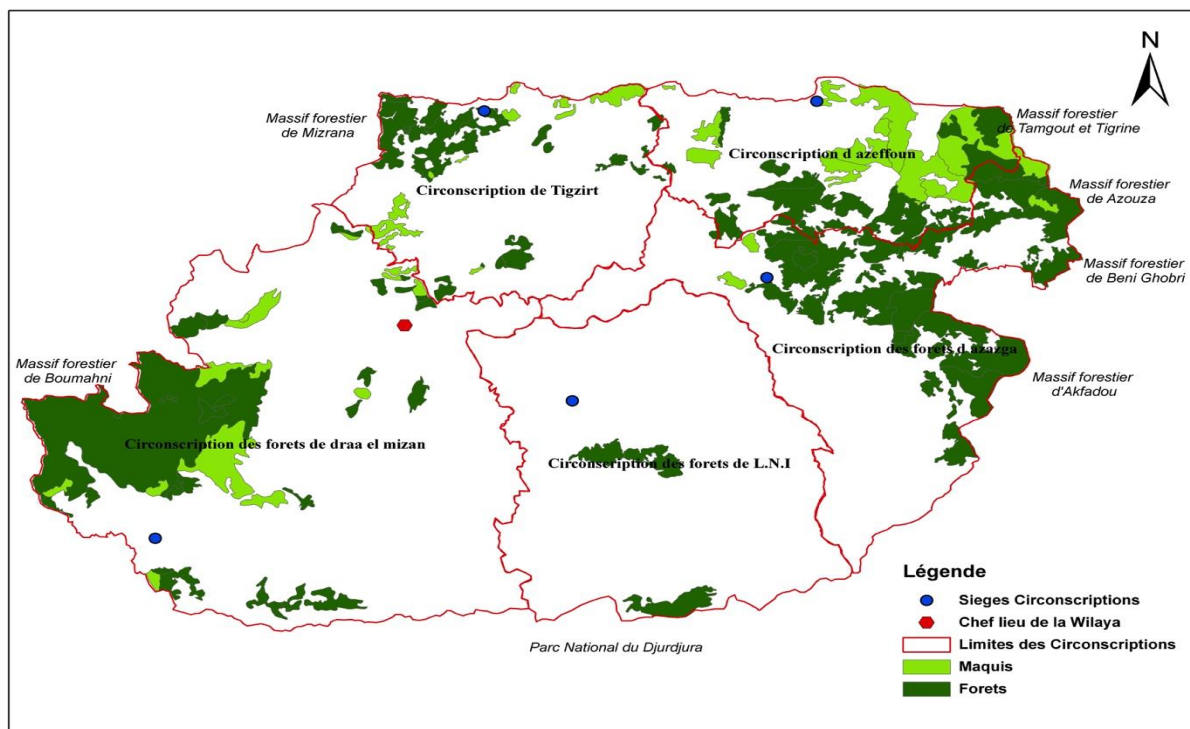 N
Massif forestier
de Mizrana
Massif forestier
de Tamgout et Tigrine
Circonscription d azeffoun
Circonscription de Tigzirt
Massif forestier
de Azouza
Massif forestier
de Beni Ghobri
Circonscription des forets d azazga
Massif forestier
de Boumahni
Massif forestier
d'Akfadou
Circonscription des forets de draa el mizan
Circonscription des forets de L.N.I
Parc National du Djurdjura
Légende
Sieges Circonscriptions
Chef lieu de la Wilaya
Limites des Circonscriptions
Maquis
Forets